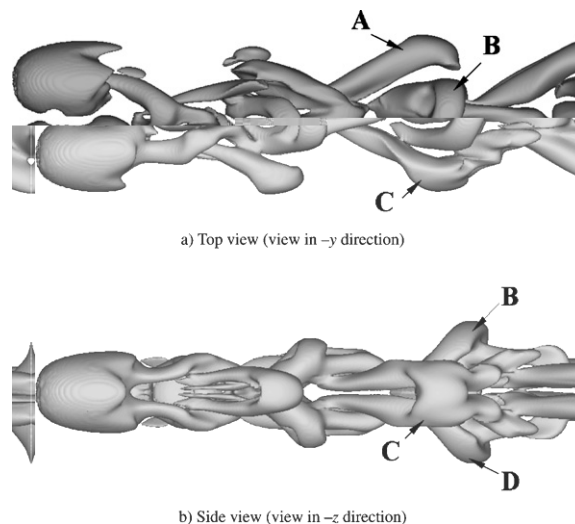 A
B
C
a) Top view (view in –y direction)
B
C
D
b) Side view (view in –z direction)